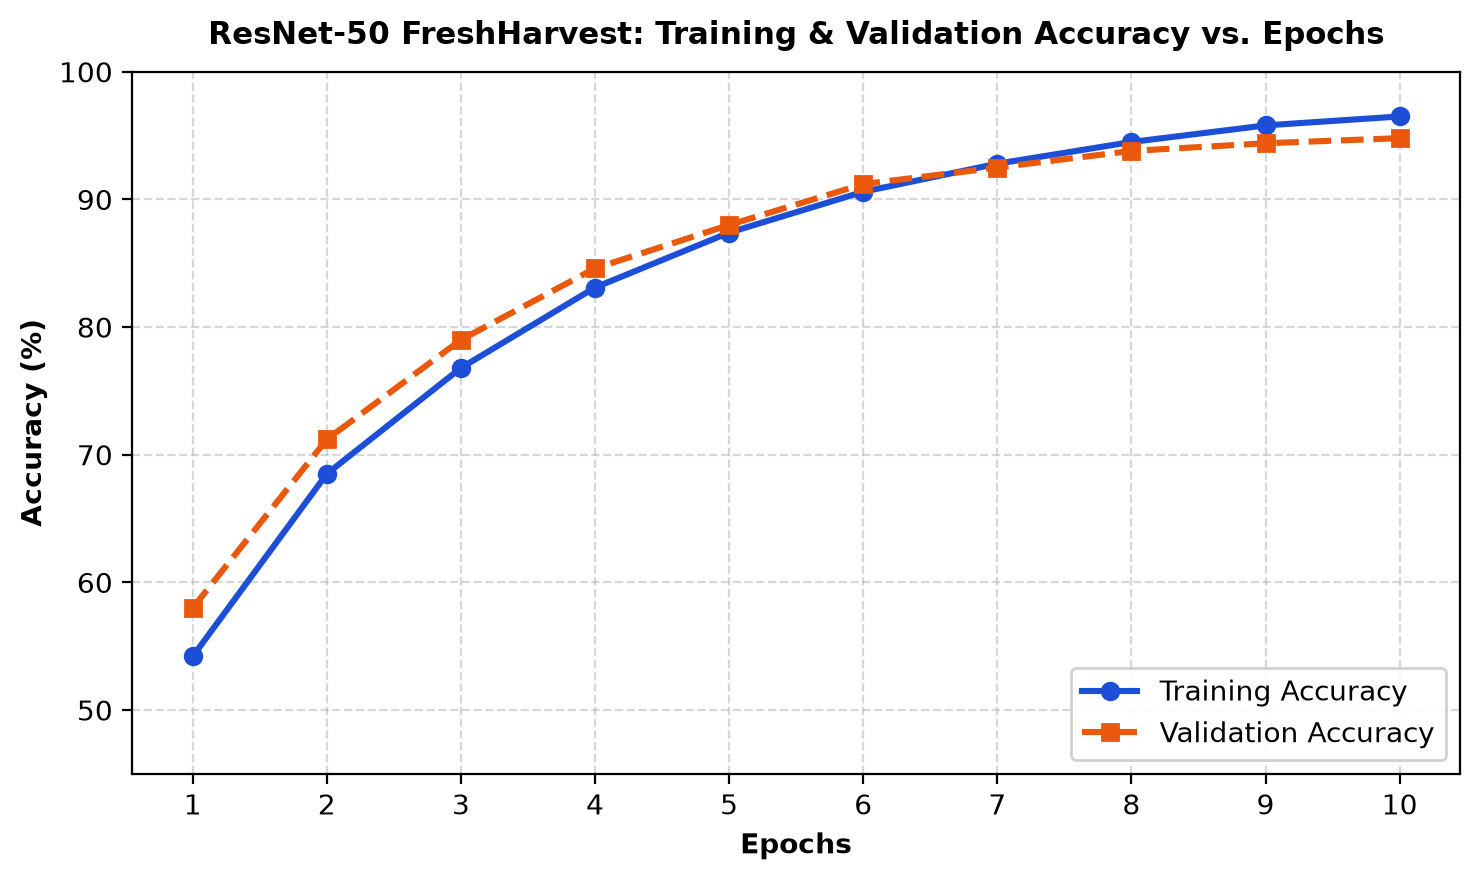 ResNet-50 FreshHarvest: Training & Validation Accuracy vs. Epochs
Accuracy (%)
100
90
80
70
60
50
Training Accuracy
Validation Accuracy
1 2 3 4 5 6 7 8 9 10
Epochs